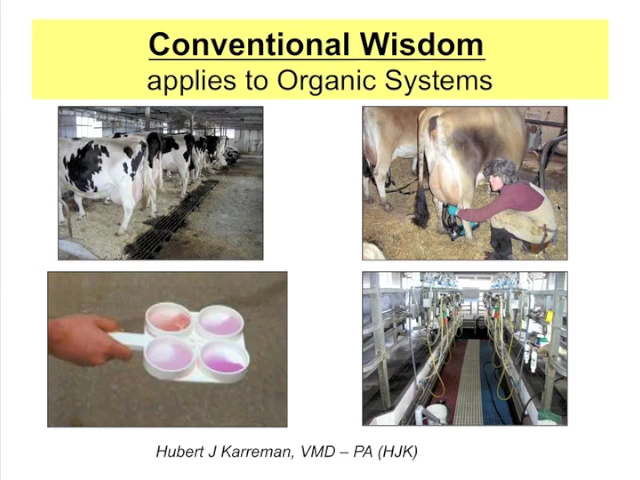 Conventional Wisdom
applies to Organic Systems
Hubert J Karreman, VMD – PA (HJK)